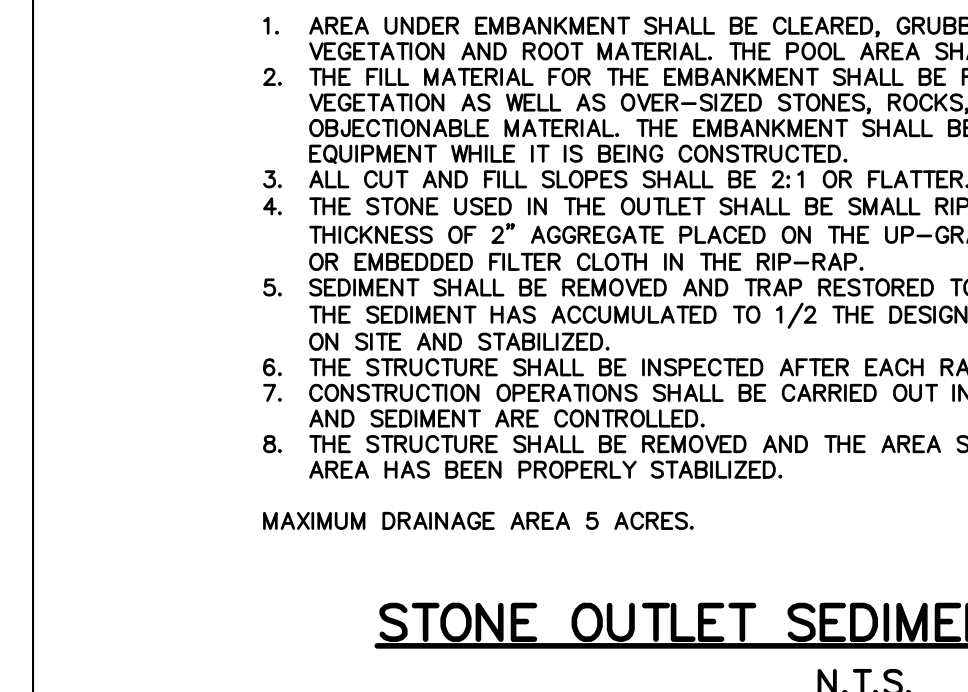 1. AREA UNDER EMBANKMENT SHALL BE CLEARED,
VEGETATION AND ROOT MATERIAL. THE POOL AREA
2. THE FILL MATERIAL FOR THE EMBANKMENT SHALL BE
VEGETATION AS WELL AS OVER-SIZED STONES, ROCKS,
OBJECTIONABLE MATERIAL. THE EMBANKMENT SHALL BE
EQUIPMENT WHILE IT IS BEING CONSTRUCTED.
3. ALL CUT AND FILL SLOPES SHALL BE 2:1 OR FLATTER.
4. THE STONE USED IN THE OUTLET SHALL BE SMALL RIP
THICKNESS OF 2" AGGREGATE PLACED ON THE
OR EMBEDDED FILTER CLOTH IN THE RIP-RAP.
5. SEDIMENT SHALL BE REMOVED AND TRAP RESTORED TO
THE SEDIMENT HAS ACCUMULATED TO 1/2 THE DESIGN
ON SITE AND STABILIZED.
6. THE STRUCTURE SHALL BE INSPECTED AFTER EACH
7. CONSTRUCTION OPERATIONS SHALL BE CARRIED OUT IN
AND SEDIMENT ARE CONTROLLED.
8. THE STRUCTURE SHALL BE REMOVED AND THE AREA
AREA HAS BEEN PROPERLY STABILIZED.
MAXIMUM DRAINAGE AREA 5 ACRES.
STONE OUTLET
N.T.S.